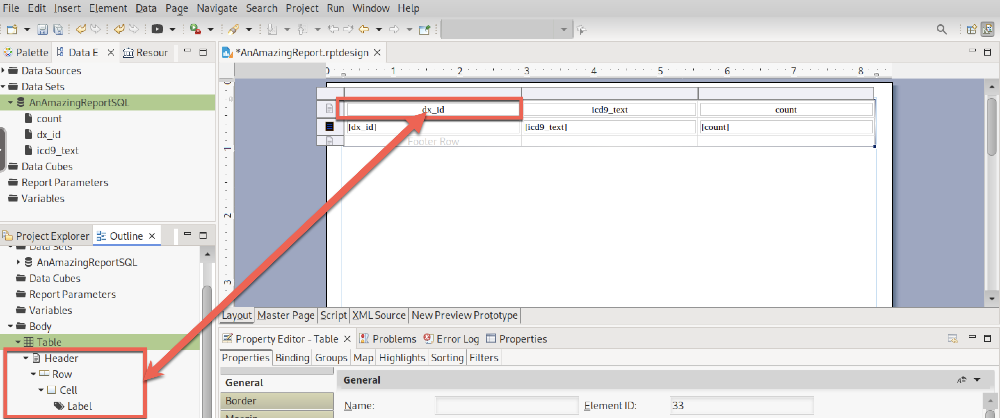 File Edit Insert Element Data Page Navigate Search Project Run Window Help
Palette Data E Resour
Data Sources
Data Sets
AnAmazingReportSQL
count
dx_id
icd9_text
Data Cubes
Report Parameters
Variables
Project Explorer Outline
Data Sets
AnAmazingReportSQL
Data Cubes
Report Parameters
Variables
Body
Table
Header
Row
Cell
Label
*AnAmazingReport.rptdesign
0 1 2 3 4 5 6 7 8
0
1
2
3
dx_id icd9_text count
[dx_id] [icd9_text] [count]
Footer Row
Layout Master Page Script XML Source New Preview Prototype
Property Editor - Table Problems Error Log Properties
Properties Binding Groups Map Highlights Sorting Filters
General
Border
Margin
General
Name: Element ID: 33